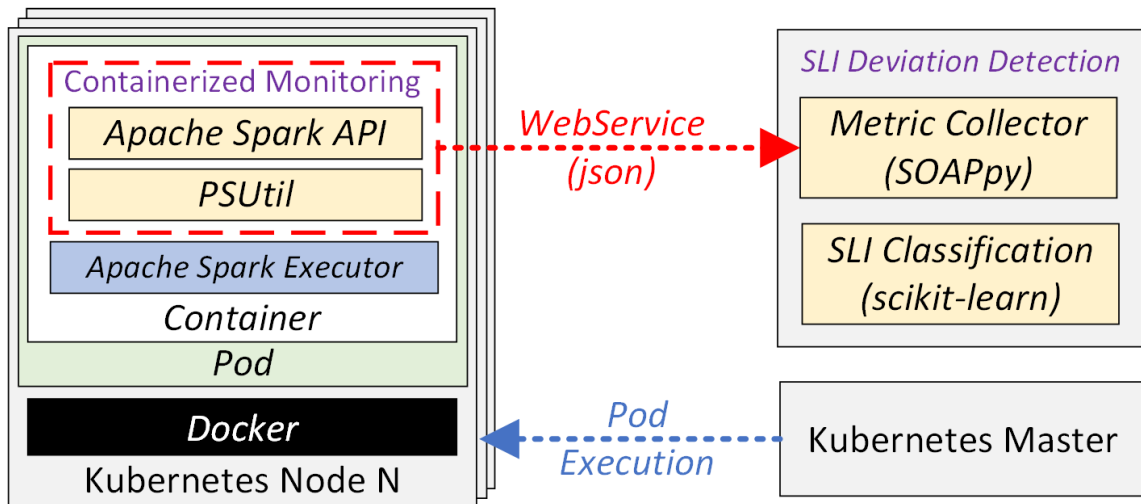 Containerized Monitoring
Apache Spark API
PSUtil
Apache Spark Executor
Container
Pod
Docker
Kubernetes Node N
WebService
(json)
Pod
Execution
SLI Deviation Detection
Metric Collector
(SOAPpy)
SLI Classification
(scikit-learn)
Kubernetes Master